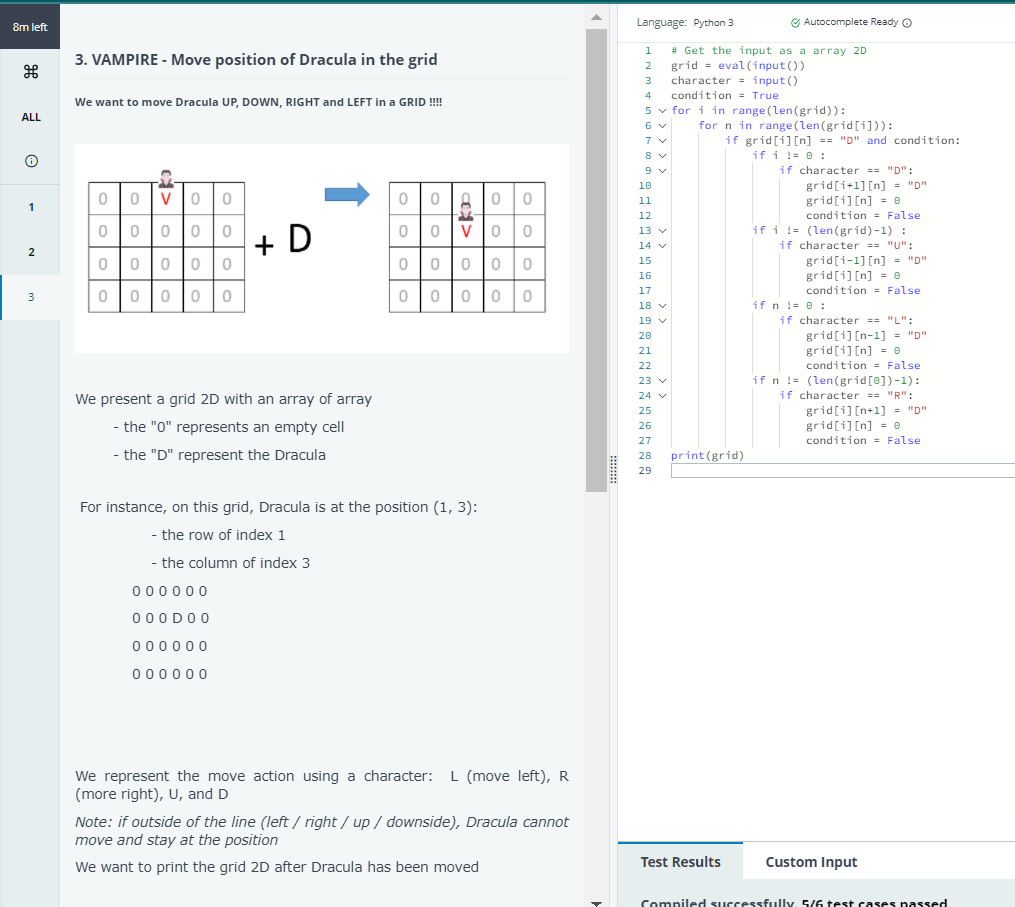 8m left
ALL
1
2
3
3. VAMPIRE - Move position of Dracula in the grid
We want to move Dracula UP, DOWN, RIGHT and LEFT in a GRID !!!!
0 0 V 0 0
0 0 0 0 0
0 0 0 0 0
0 0 0 0 0
+ D
0 0 0 0 0
0 0 V 0 0
0 0 0 0 0
0 0 0 0 0
We present a grid 2D with an array of array
- the "0" represents an empty cell
- the "D" represent the Dracula
For instance, on this grid, Dracula is at the position (1, 3):
- the row of index 1
- the column of index 3
0 0 0 0 0 0
0 0 0 D 0 0
0 0 0 0 0 0
0 0 0 0 0 0
We represent the move action using a character: L (move left), R
(more right), U, and D
Note: if outside of the line (left / right / up / downside), Dracula cannot
move and stay at the position
We want to print the grid 2D after Dracula has been moved
Language: Python 3
Autocomplete Ready
1 # Get the input as a array 2D
2 grid = eval(input())
3 character = input()
4 condition = True
5 for i in range(len(grid)):
6 for n in range(len(grid[i])):
7 if grid[i][n] == "D" and condition:
8 if i != 0 :
9 if character == "D":
10 grid[i+1][n] = "D"
11 grid[i][n] = 0
12 condition = False
13 if i != (len(grid)-1) :
14 if character == "U":
15 grid[i-1][n] = "D"
16 grid[i][n] = 0
17 condition = False
18 if n != 0 :
19 if character == "L":
20 grid[i][n-1] = "D"
21 grid[i][n] = 0
22 condition = False
23 if n != (len(grid[0])-1):
24 if character == "R":
25 grid[i][n+1] = "D"
26 grid[i][n] = 0
27 condition = False
28 print(grid)
29
Test Results
Custom Input
Compiled successfully. 5/6 test cases passed